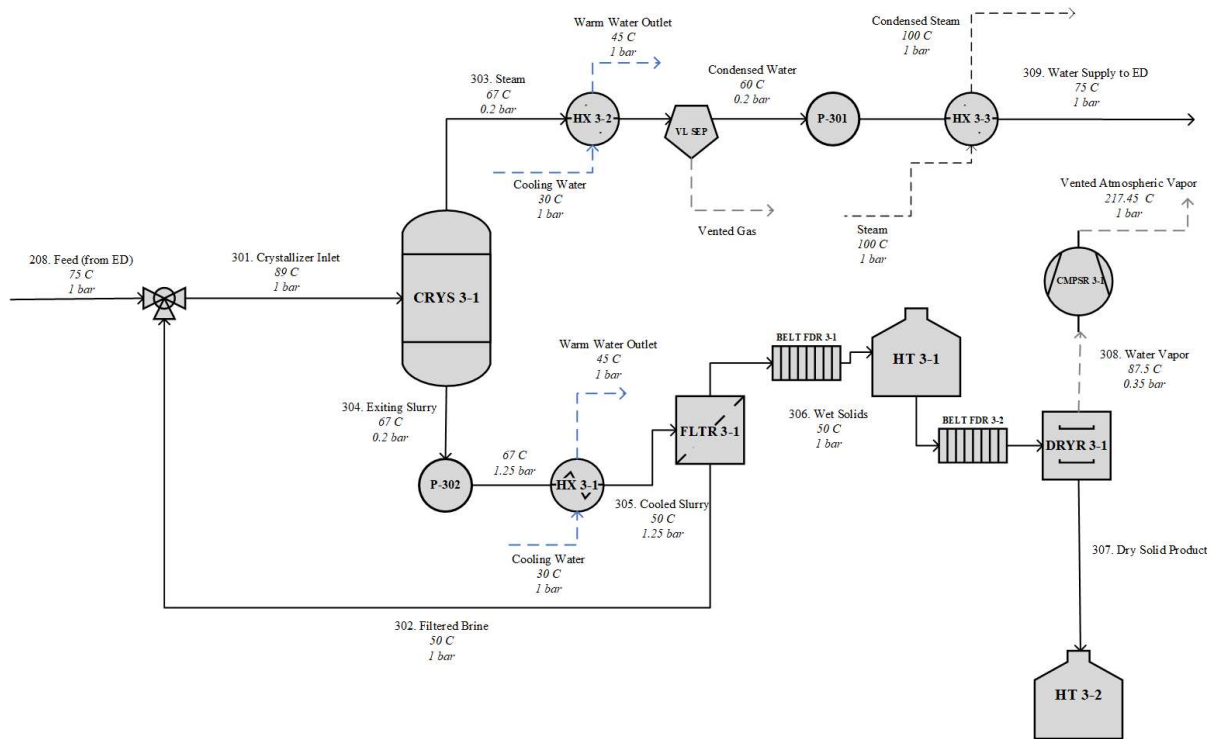 Warm Water Outlet
45 C
1 bar
Condensed Steam
100 C
1 bar
303. Steam
67 C
0.2 bar
Condensed Water
60 C
0.2 bar
309. Water Supply to ED
75 C
1 bar
HX 3-2
VL SEP
P-301
HX 3-3
Cooling Water
30 C
1 bar
Vented Gas
Steam
100 C
1 bar
Vented Atmospheric Vapor
217.45 C
1 bar
208. Feed (from ED)
75 C
1 bar
301. Crystallizer Inlet
89 C
1 bar
CRYS 3-1
CMPSR 3-1
Warm Water Outlet
45 C
1 bar
BELT FDR 3-1
HT 3-1
308. Water Vapor
87.5 C
0.35 bar
304. Exiting Slurry
67 C
0.2 bar
FLTR 3-1
306. Wet Solids
50 C
1 bar
BELT FDR 3-2
DRYR 3-1
P-302
67 C
1.25 bar
HX 3-1
305. Cooled Slurry
50 C
1.25 bar
Cooling Water
30 C
1 bar
307. Dry Solid Product
302. Filtered Brine
50 C
1 bar
HT 3-2